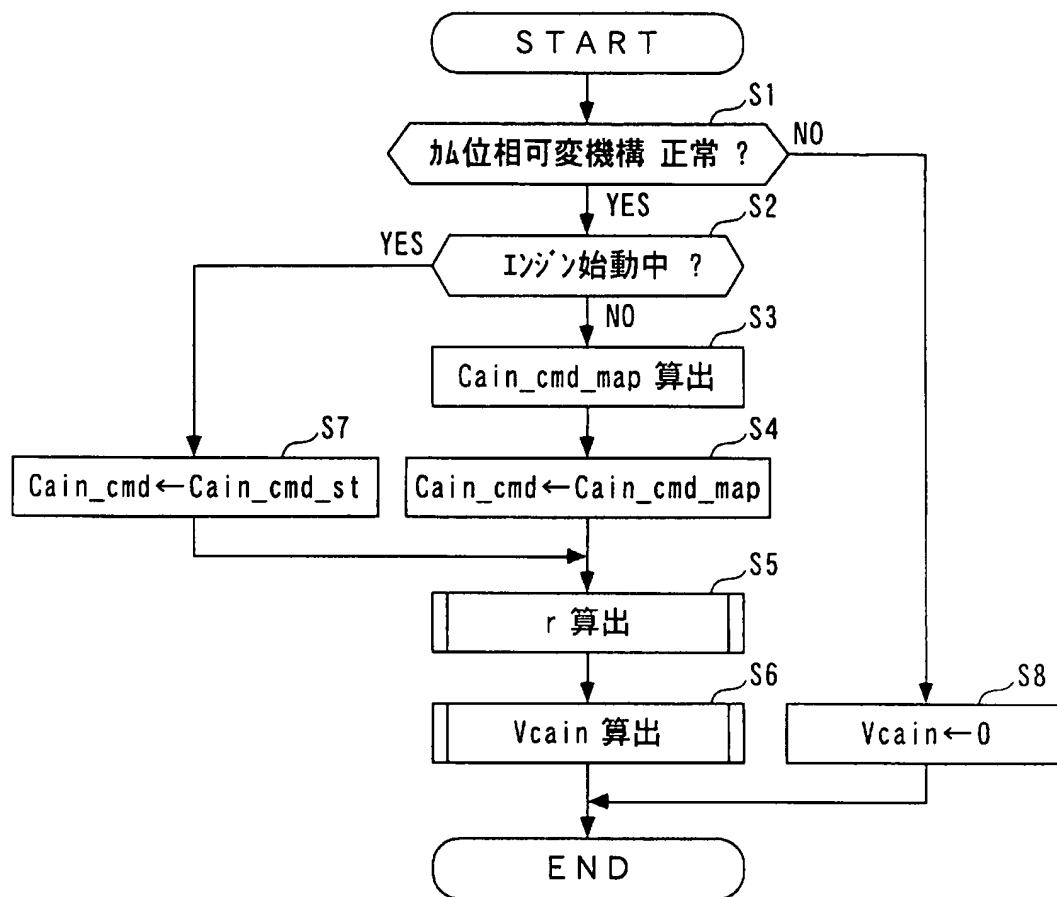 START
S1
ｶﾑ位相可変機構 正常 ?
NO
YES
S2
YES
ｴﾝｼﾞﾝ始動中 ?
NO
S3
Cain_cmd_map 算出
S7
S4
Cain_cmd←Cain_cmd_st
Cain_cmd←Cain_cmd_map
S5
r 算出
S6
S8
Vcain 算出
Vcain←0
END